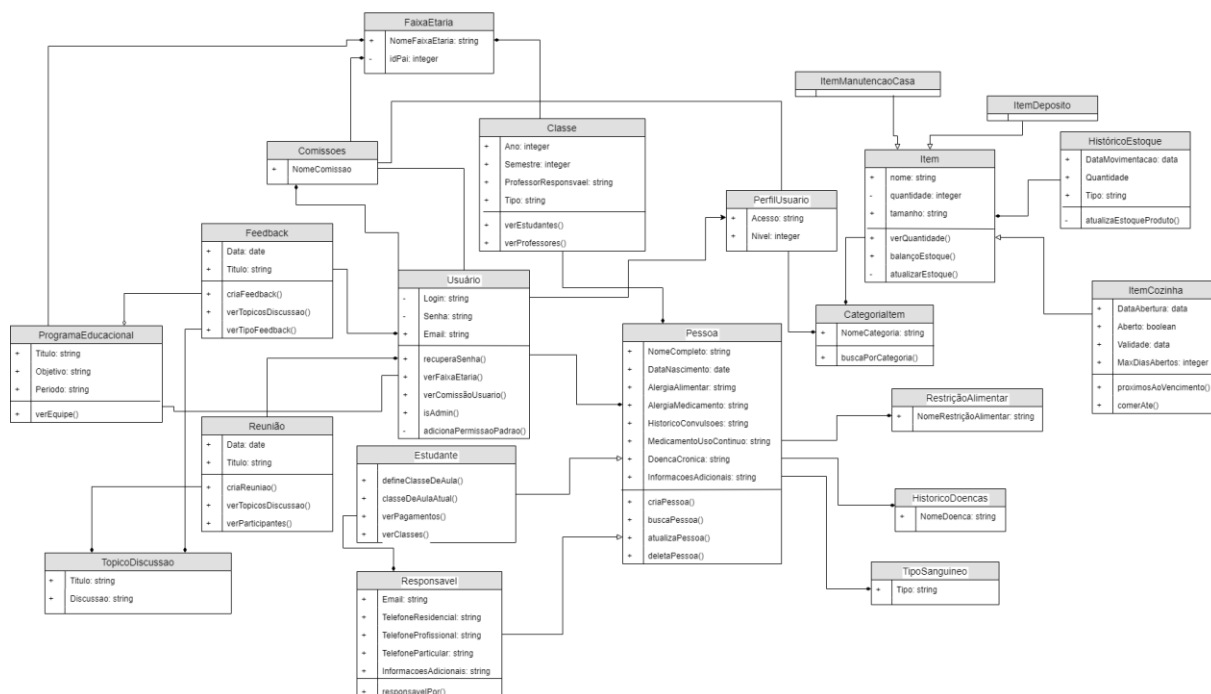 FaixaEtaria
+ NomeFaixaEtaria: string
- idPai: integer
ItemManutencaoCasa
ItemDeposito
Classe
+ Ano: integer
+ Semestre: integer
+ ProfessorResponsvael: string
+ Tipo: string
+ verEstudantes()
+ verProfessores()
Comissoes
+ NomeComissao
Item
+ nome: string
- quantidade: integer
+ tamanho: string
+ verQuantidade()
+ balançoEstoque()
- atualizarEstoque()
HistóricoEstoque
+ DataMovimentacao: data
+ Quantidade
+ Tipo: string
- atualizaEstoqueProduto()
PerfilUsuario
+ Acesso: string
+ Nivel: integer
Feedback
+ Data: date
+ Titulo: string
+ criaFeedback()
+ verTopicosDiscussao()
+ verTipoFeedback()
Usuário
- Login: string
- Senha: string
+ Email: string
+ recuperaSenha()
+ verFaixaEtaria()
+ verComissãoUsuario()
+ isAdmin()
- adicionaPermissaoPadrao()
CategoriaItem
+ NomeCategoria: string
+ buscaPorCategoria()
ItemCozinha
+ DataAbertura: data
+ Aberto: boolean
+ Validade: data
+ MaxDiasAbertos: integer
+ proximosAoVencimento()
+ comerAte()
ProgramaEducacional
+ Titulo: string
+ Objetivo: string
+ Periodo: string
+ verEquipe()
Pessoa
+ NomeCompleto: string
+ DataNascimento: date
+ AlergiaAlimentar: strimg
+ AlergiaMedicamento: string
+ HistoricoConvulsoes: string
+ MedicamentoUsoContinuo: string
+ DoencaCronica: string
+ InformacoesAdicionais: string
+ criaPessoa()
+ buscaPessoa()
+ atualizaPessoa()
+ deletaPessoa()
RestriçãoAlimentar
+ NomeRestriçãoAlimentar: string
Reunião
+ Data: date
+ Titulo: string
+ criaReuniao()
+ verTopicosDiscussao()
+ verParticipantes()
Estudante
+ defineClasseDeAula()
+ classeDeAulaAtual()
+ verPagamentos()
+ verClasses()
HistoricoDoencas
+ NomeDoenca: string
TopicoDiscussao
+ Titulo: string
+ Discussao: string
TipoSanguineo
+ Tipo: string
Responsavel
+ Email: string
+ TelefoneResidencial: string
+ TelefoneProfissional: string
+ TelefoneParticular: string
+ InformacoesAdicionais: string
+ responsavelPor()